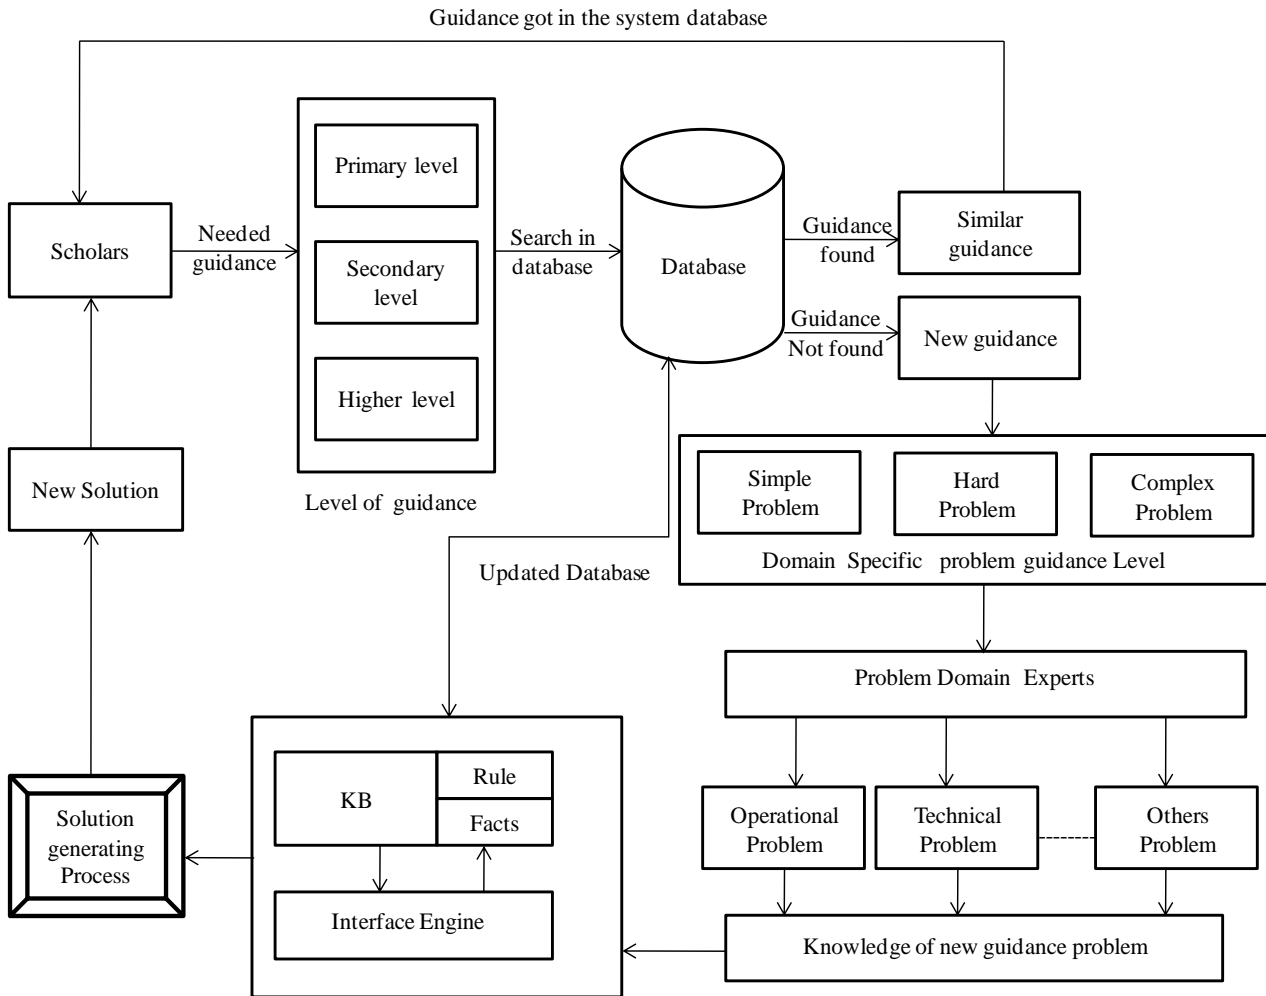 Guidance got in the system database
Primary level
Scholars
Needed
guidance
Secondary
level
Higher level
Level of guidance
Search in
database
Database
Guidance
found
Similar
guidance
Guidance
Not found
New guidance
Simple
Problem
Hard
Problem
Complex
Problem
Domain Specific problem guidance Level
New Solution
Updated Database
Problem Domain Experts
Operational
Problem
Technical
Problem
Others
Problem
Knowledge of new guidance problem
KB
Rule
Facts
Interface Engine
Solution
generating
Process